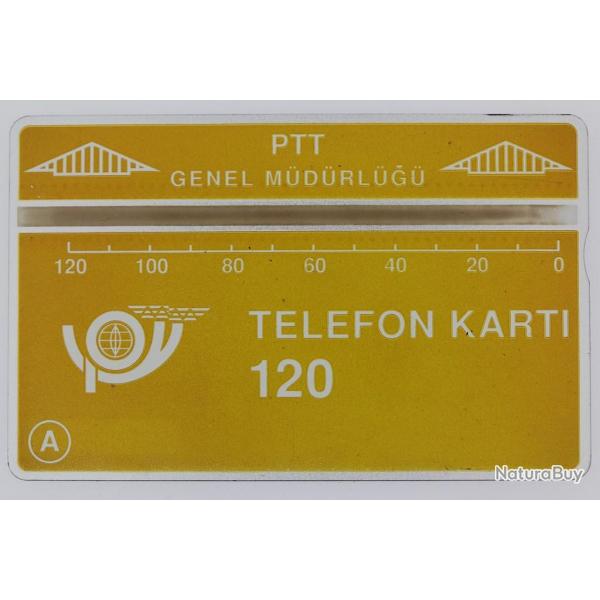 PTT
GENEL MÜDÜRLÜĞÜ
120 100 80 60 40 20 0
TELEFON KARTI
120
A
NaturaBuy